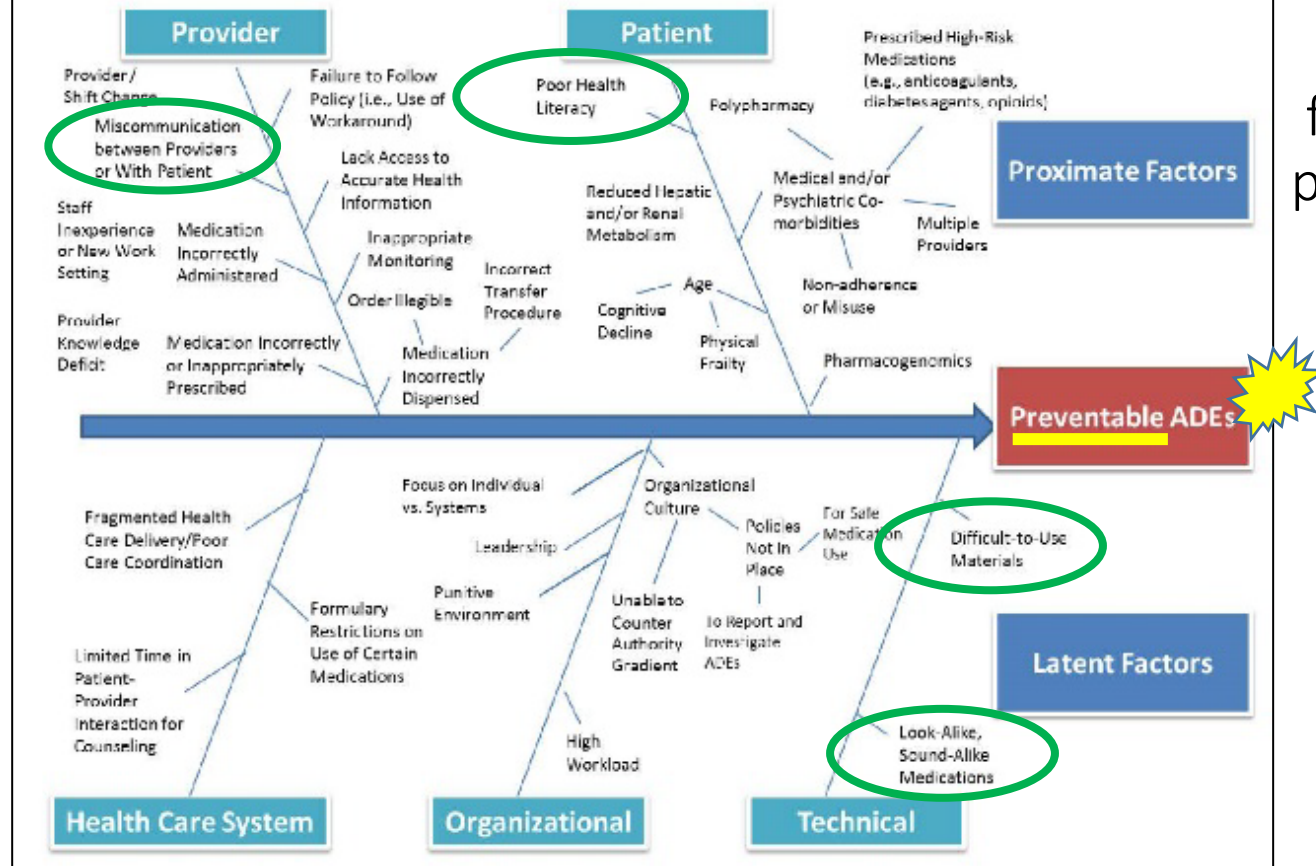 Provider
Patient
Provider /
Shift Change
Failure to Follow
Policy (i.e., Use of
Workaround)
Miscommunication
between Providers
or With Patient
Lack Access to
Accurate Health
Information
Staff
Inexperience
or New Work
Setting
Medication
Incorrectly
Administered
Inappropriate
Monitoring
Order Illegible
Incorrect
Transfer
Procedure
Provider
Knowledge
Deficit
Medication Incorrectly
or Inappropriately
Prescribed
Medication
Incorrectly
Dispensed
Poor Health
Literacy
Polypharmacy
Prescribed High-Risk
Medications
(e.g., anticoagulants,
diabetes agents, opioids)
Reduced Hepatic
and/or Renal
Metabolism
Medical and/or
Psychiatric Co-
morbidities
Multiple
Providers
Non-adherence
or Misuse
Age
Cognitive
Decline
Physical
Frailty
Pharmacogenomics
Proximate Factors
f
p
Preventable ADEs
Fragmented Health
Care Delivery/Poor
Care Coordination
Formulary
Restrictions on
Use of Certain
Medications
Limited Time in
Patient-
Provider
Interaction for
Counseling
Focus on Individual
vs. Systems
Leadership
Punitive
Environment
Organizational
Culture
Policies
Not In
Place
For Safe
Medication
Use
Unable to
Counter
Authority
Gradient
To Report and
Investigate
ADEs
High
Workload
Difficult-to-Use
Materials
Look-Alike,
Sound-Alike
Medications
Latent Factors
Health Care System
Organizational
Technical